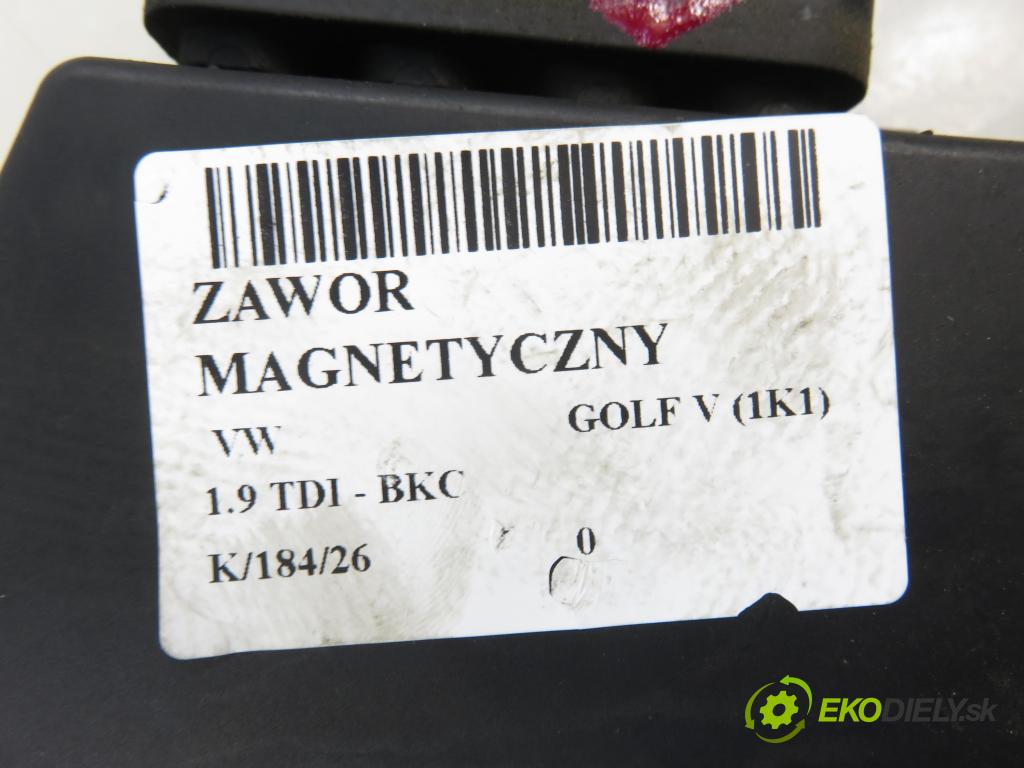 ZAWOR
MAGNETYCZNY
VW GOLF V (1K1)
1.9 TDI - BKC
K/184/26 0
EKODIELY.sk